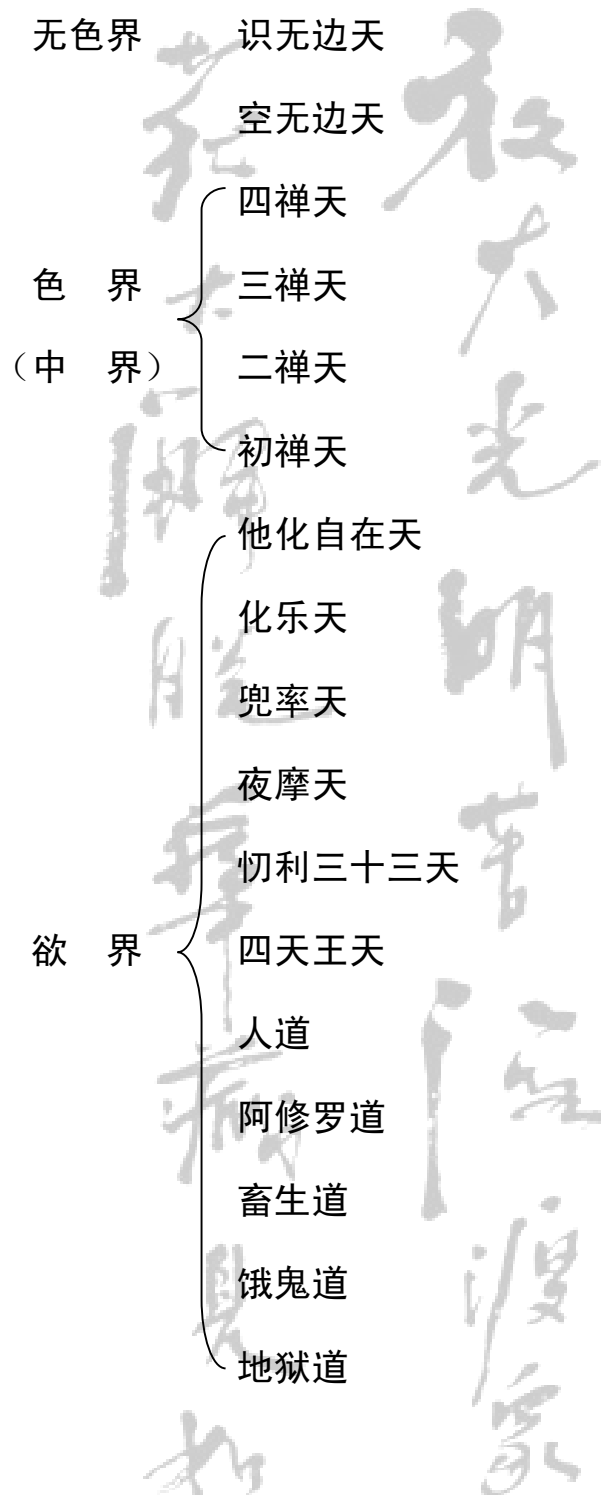 无色界 识无边天
空无边天
四禅天
色 界 三禅天
（中 界） 二禅天
初禅天
他化自在天
化乐天
兜率天
夜摩天
忉利三十三天
欲 界 四天王天
人道
阿修罗道
畜生道
饿鬼道
地狱道